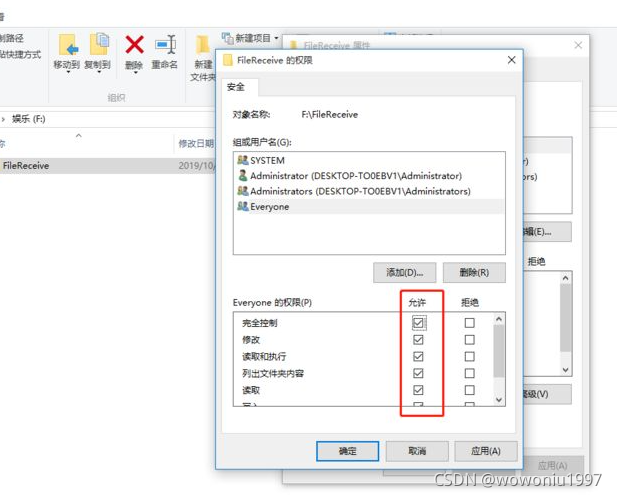 制路径
站快捷方式
移动到
复制到
删除
重命名
新建
文件夹
新建项目
组织
FileReceive 属性
娱乐 (F:)
修改日期
FileReceive
2019/10/
FileReceive 的权限
安全
对象名称:
F:\FileReceive
组或用户名(G):
SYSTEM
Administrator (DESKTOP-TO0EBV1\Administrator)
Administrators (DESKTOP-TO0EBV1\Administrators)
Everyone
添加(D)...
删除(R)
Everyone 的权限(P)
允许
拒绝
完全控制
修改
读取和执行
列出文件夹内容
读取
确定
取消
应用(A)
编辑(E)...
拒绝
高级(V)
应用(A)
CSDN @wowoniu1997